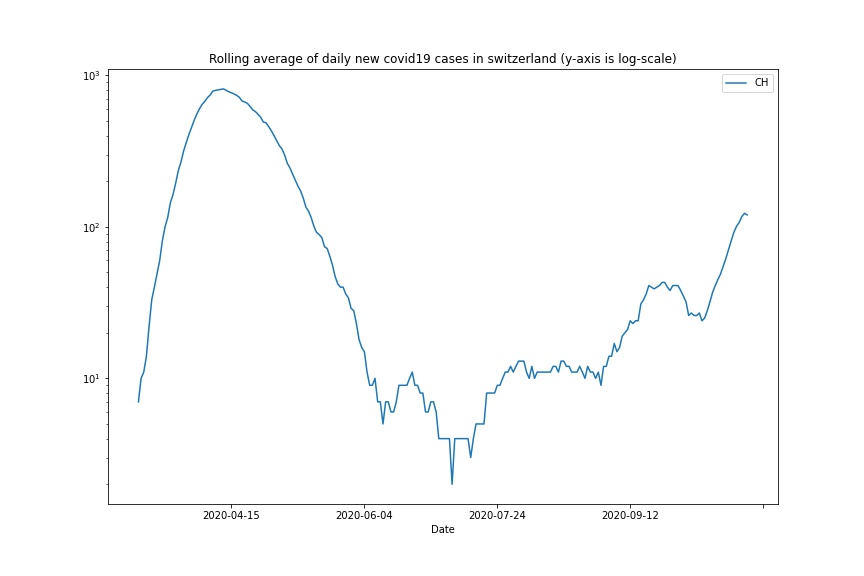 Rolling average of daily new covid19 cases in switzerland (y-axis is log-scale)
CH
10³
10²
10¹
2020-04-15 2020-06-04 2020-07-24 2020-09-12
Date